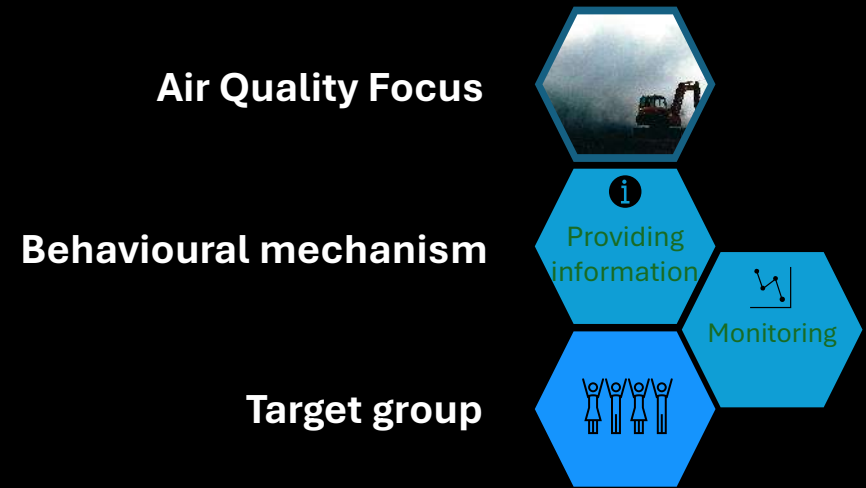 Air Quality Focus
Behavioural mechanism
Providing
information
Monitoring
Target group